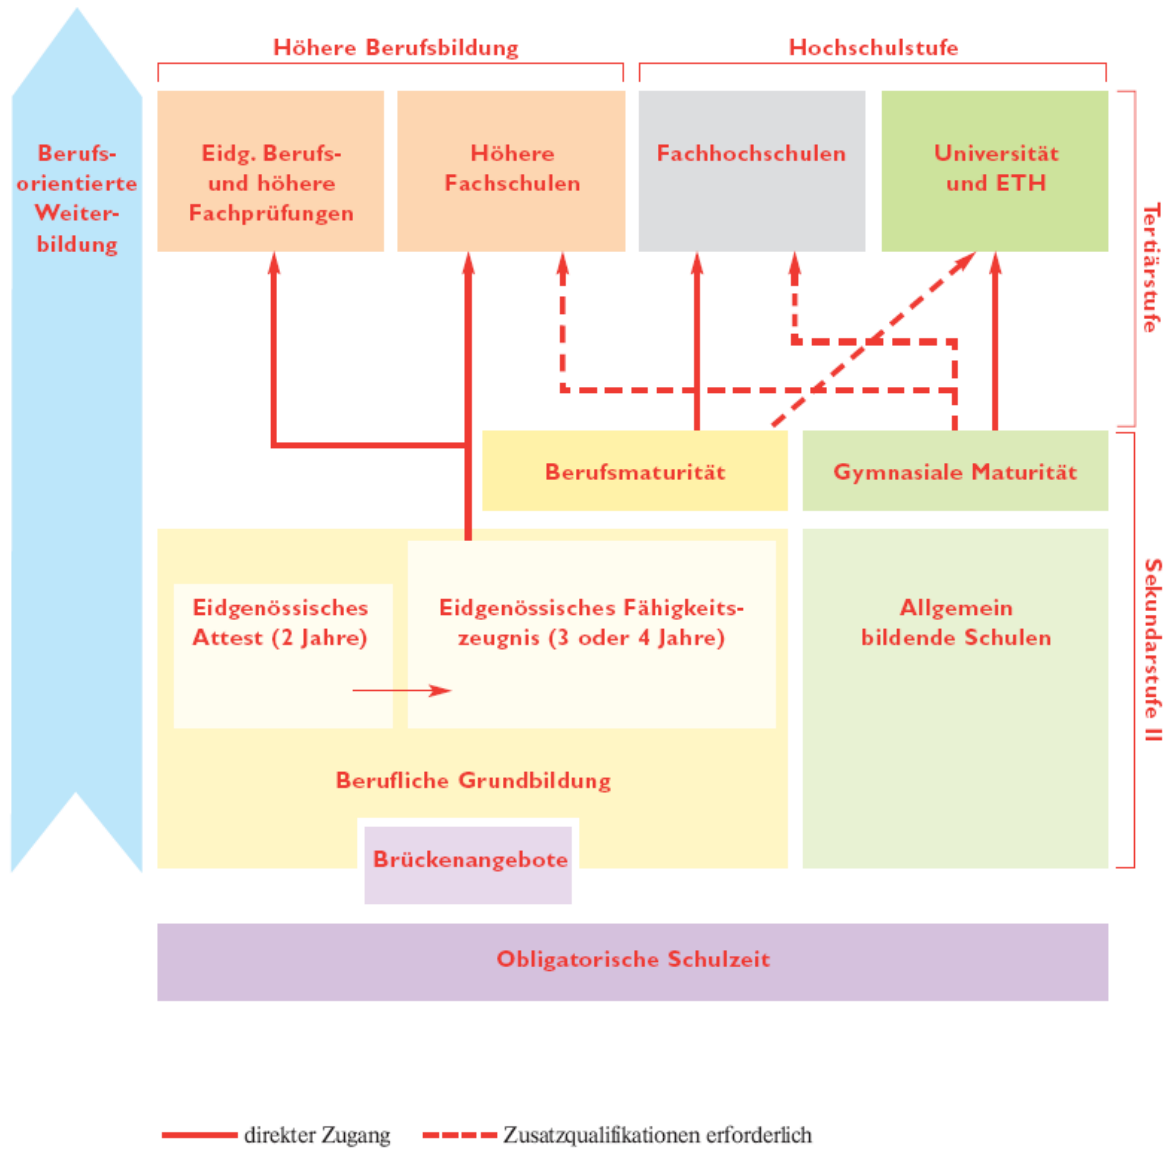 Höhere Berufsbildung
Hochschulstufe
Berufs-
orientierte
Weiter-
bildung
Eidg. Berufs-
und höhere
Fachprüfungen
Höhere
Fachschulen
Fachhochschulen
Universität
und ETH
Tertiärstufe
Berufsmaturität
Gymnasiale Maturität
Eidgenössisches
Attest (2 Jahre)
Eidgenössisches Fähigkeits-
zeugnis (3 oder 4 Jahre)
Allgemein
bildende Schulen
Sekundarstufe II
Berufliche Grundbildung
Brückenangebote
Obligatorische Schulzeit
direkter Zugang
Zusatzqualifikationen erforderlich